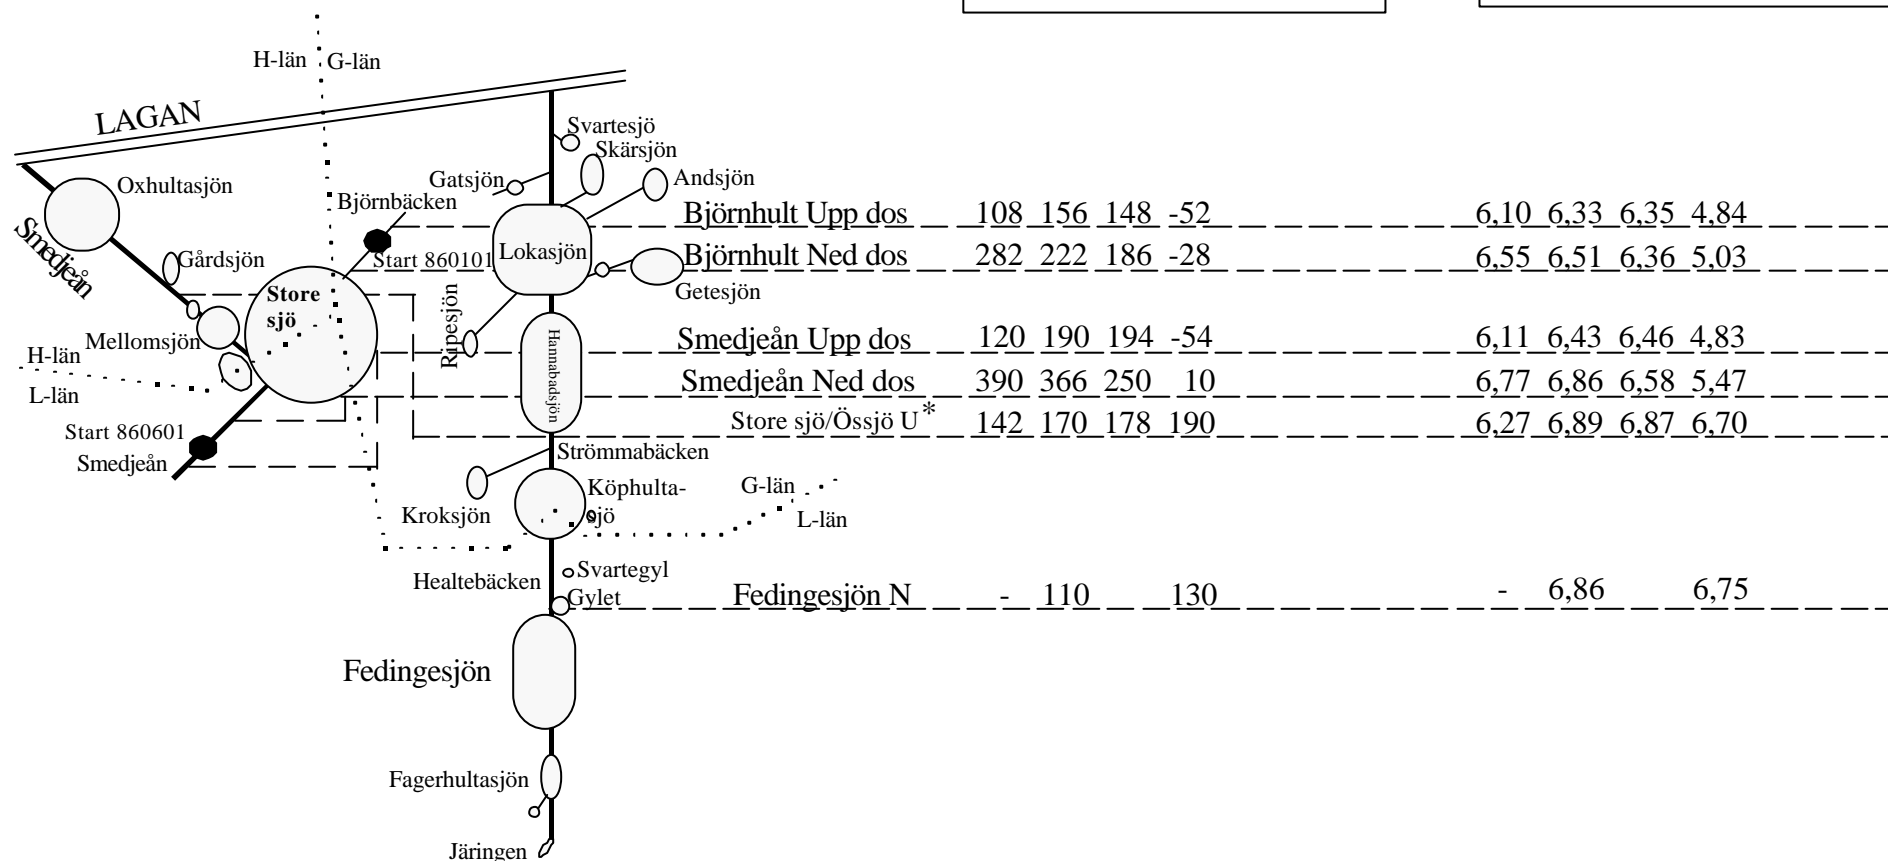 H-län G-län
LAGAN
Svartesjö
Skärsjön
Gatsjön
Andsjön
Oxhultasjön
Björnbäcken
Björnhult Upp dos 108 156 148 -52 6,10 6,33 6,35 4,84
Smedjeån
Lokasjön
Gårdsjön
Start 860101
Björnhult Ned dos 282 222 186 -28 6,55 6,51 6,36 5,03
Getesjön
Store
sjö
Ripesjön
Hannabadsjön
Mellomsjön
Smedjeån Upp dos 120 190 194 -54 6,11 6,43 6,46 4,83
H-län
L-län
Smedjeån Ned dos 390 366 250 10 6,77 6,86 6,58 5,47
Store sjö/Össjö U* 142 170 178 190 6,27 6,89 6,87 6,70
Start 860601
Smedjeån
Strömmabäcken
Köphulta-
sjö
G-län
L-län
Kroksjön
Healtebäcken
Svartegyl
Gylet
Fedingesjön N - 110 130 - 6,86 6,75
Fedingesjön
Fagerhultasjön
Järingen